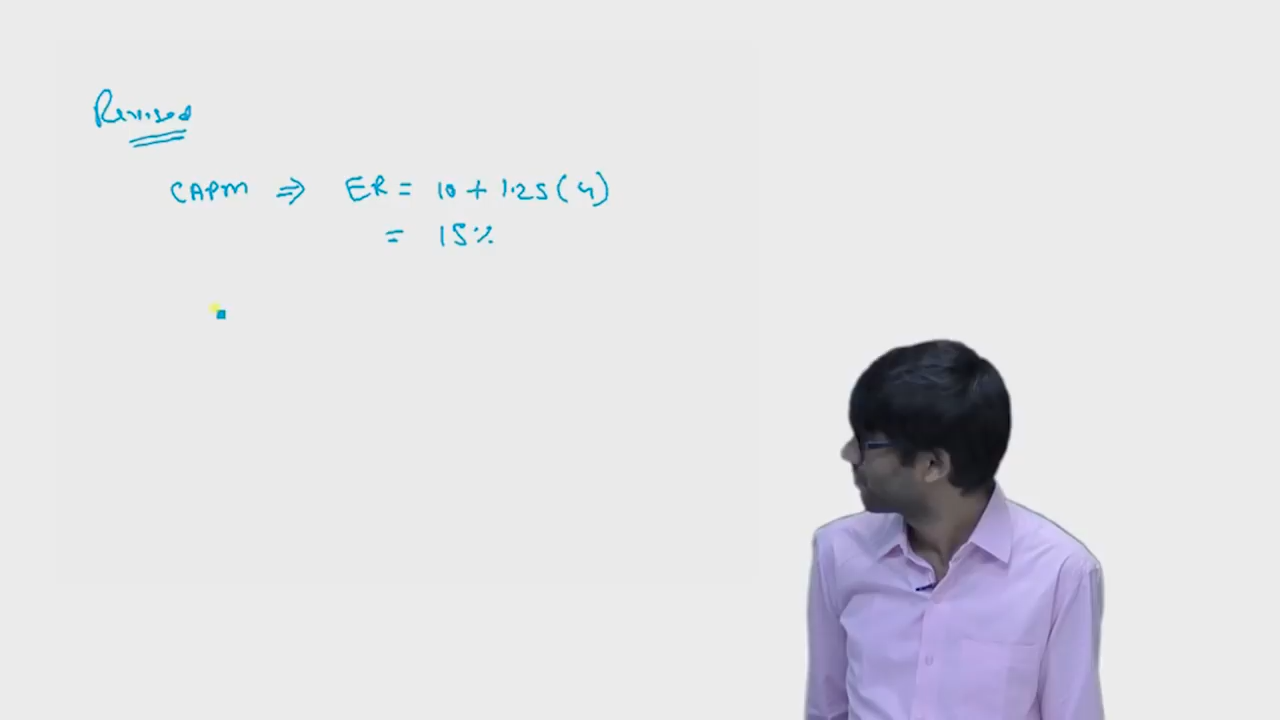 Revised
CAPM ⇒ ER = 10 + 1.25 (4)
= 15%